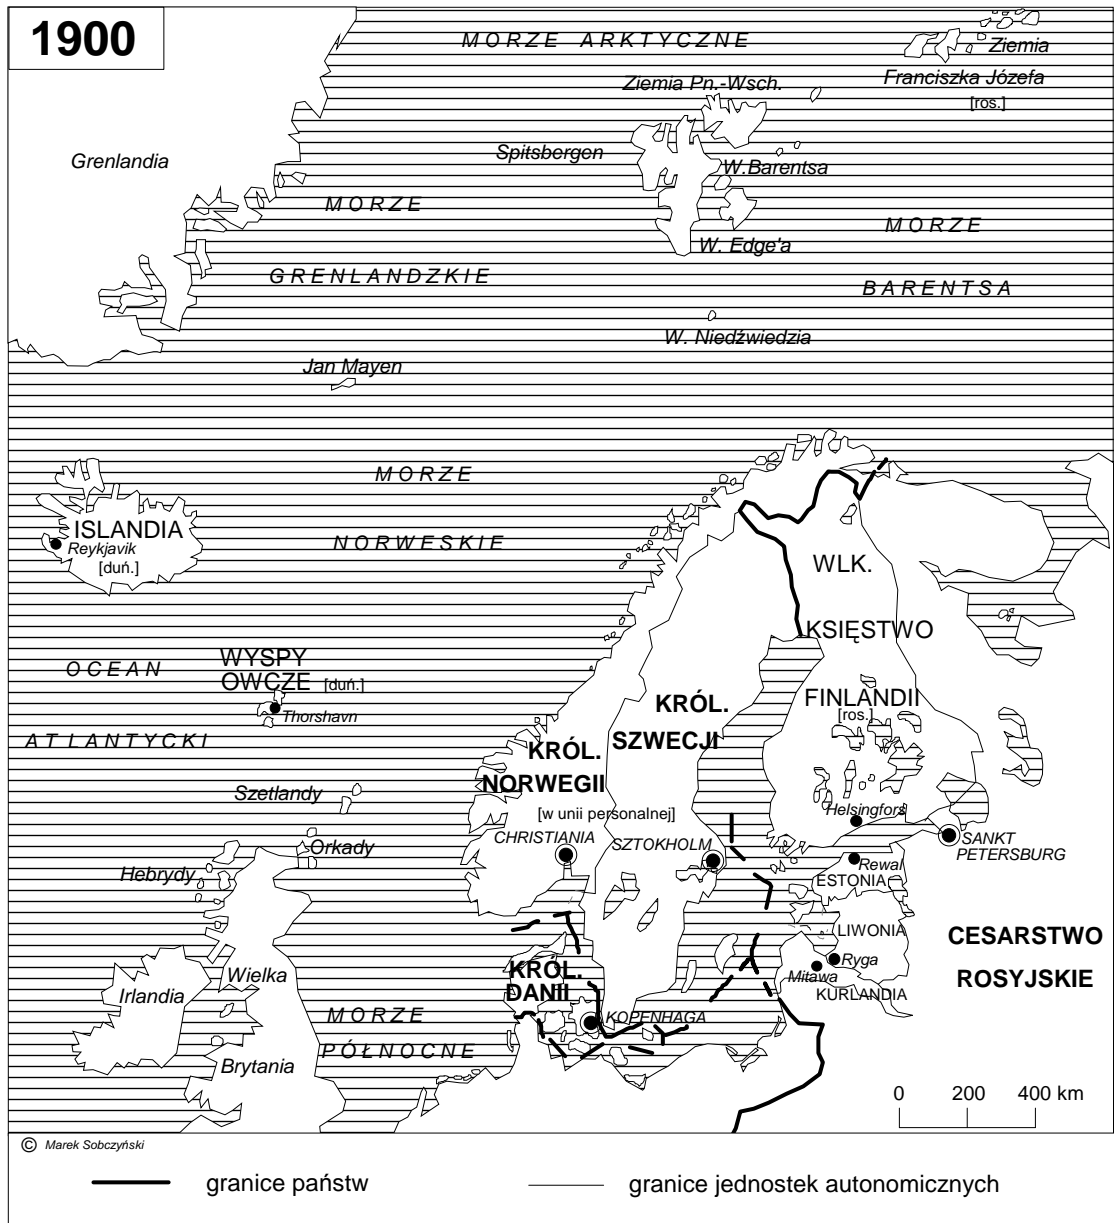 1900
MORZE ARKTYCZNE
Ziemia
Franciszka Józefa
[ros.]
Ziemia Pn.-Wsch.
Grenlandia
Spitsbergen
W.Barentsa
MORZE
GRENLANDZKIE
W. Edge'a
MORZE
BARENTSA
W. Niedźwiedzia
Jan Mayen
MORZE
NORWESKIE
ISLANDIA
Reykjavik
[duń.]
WLK.
KSIĘSTWO
FINLANDII
[ros.]
OCEAN
ATLANTYCKI
WYSPY
OWCZE [duń.]
Thorshavn
KRÓL.
SZWECJI
KRÓL.
NORWEGII
[w unii personalnej]
Szetlandy
CHRISTIANIA
SZTOKHOLM
Helsingfors
SANKT
PETERSBURG
Orkady
Hebrydy
Rewal
ESTONIA
LIWONIA
Ryga
Mitawa
KURLANDIA
CESARSTWO
ROSYJSKIE
Wielka
Brytania
Irlandia
KRÓL.
DANII
KOPENHAGA
MORZE
PÓŁNOCNE
0 200 400 km
© Marek Sobczyński
granice państw
granice jednostek autonomicznych